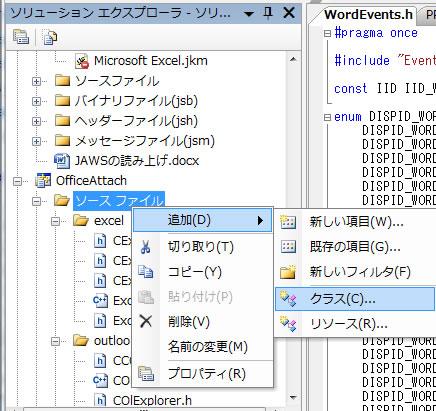 ソリューション エクスプローラ - ソリ...
Microsoft Excel.jkm
ソースファイル
バイナリファイル(jsb)
ヘッダーファイル(jsh)
メッセージファイル(jsm)
JAWSの読み上げ.docx
OfficeAttach
ソース ファイル
excel
CEx
CEx
CEx
Exc
Exc
outloo
CCO
COl
COlExplorer.h
追加(D)
切り取り(T)
コピー(Y)
貼り付け(P)
削除(V)
名前の変更(M)
プロパティ(R)
新しい項目(W)...
既存の項目(G)...
新しいフィルタ(F)
クラス(C)...
リソース(R)...
WordEvents.h
#pragma once
#include "Event
const IID IID_W
enum DISPID_WOR
DISPID_WORD
DISPID_WORD
DISPID_WORD
DISPID_WORD
DISPID_WOR
DISPID_WORD